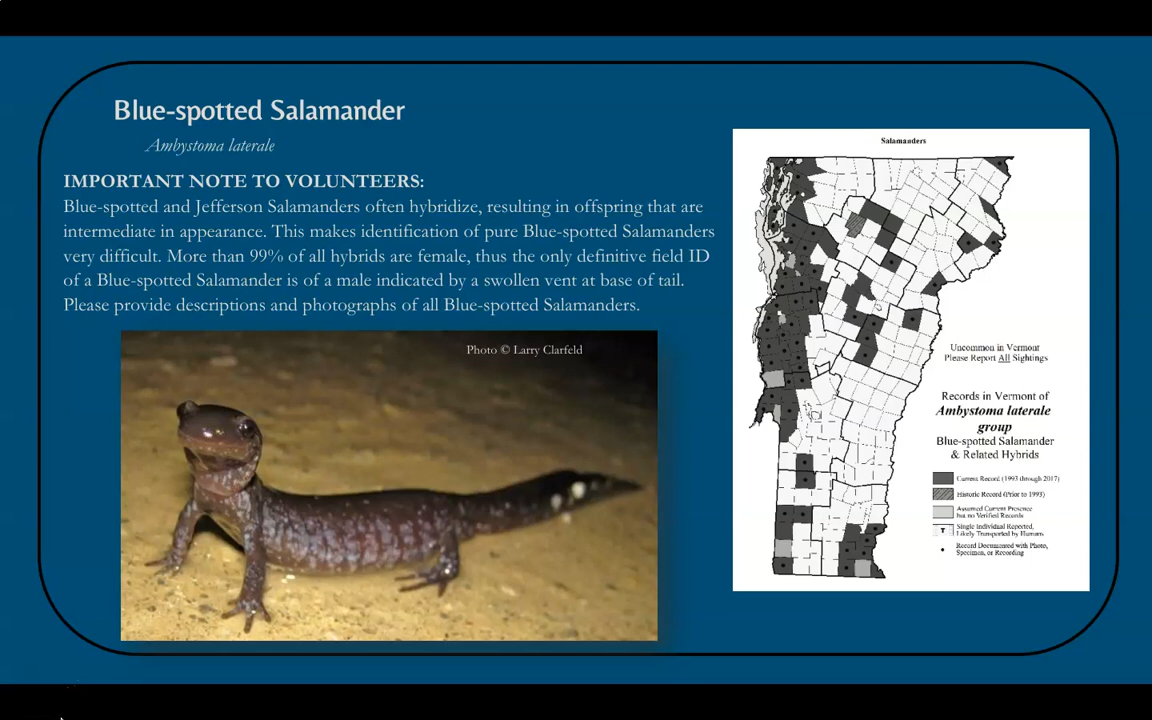 Blue-spotted Salamander
Ambystoma laterale
IMPORTANT NOTE TO VOLUNTEERS:
Blue-spotted and Jefferson Salamanders often hybridize, resulting in offspring that are
intermediate in appearance. This makes identification of pure Blue-spotted Salamanders
very difficult. More than 99% of all hybrids are female, thus the only definitive field ID
of a Blue-spotted Salamander is of a male indicated by a swollen vent at base of tail.
Please provide descriptions and photographs of all Blue-spotted Salamanders.
Photo © Larry Clarfeld
Salamanders
Uncommon in Vermont
Please Report All Sightings
Records in Vermont of
Ambystoma laterale
group
Blue-spotted Salamander
& Related Hybrids
Current Record (1993 through 2017)
Historic Record (Prior to 1993)
Assumed Current Presence
but no Verified Records
T
Single Individual Reported,
Likely Transported by Humans
Record Documented with Photo,
Specimen, or Recording